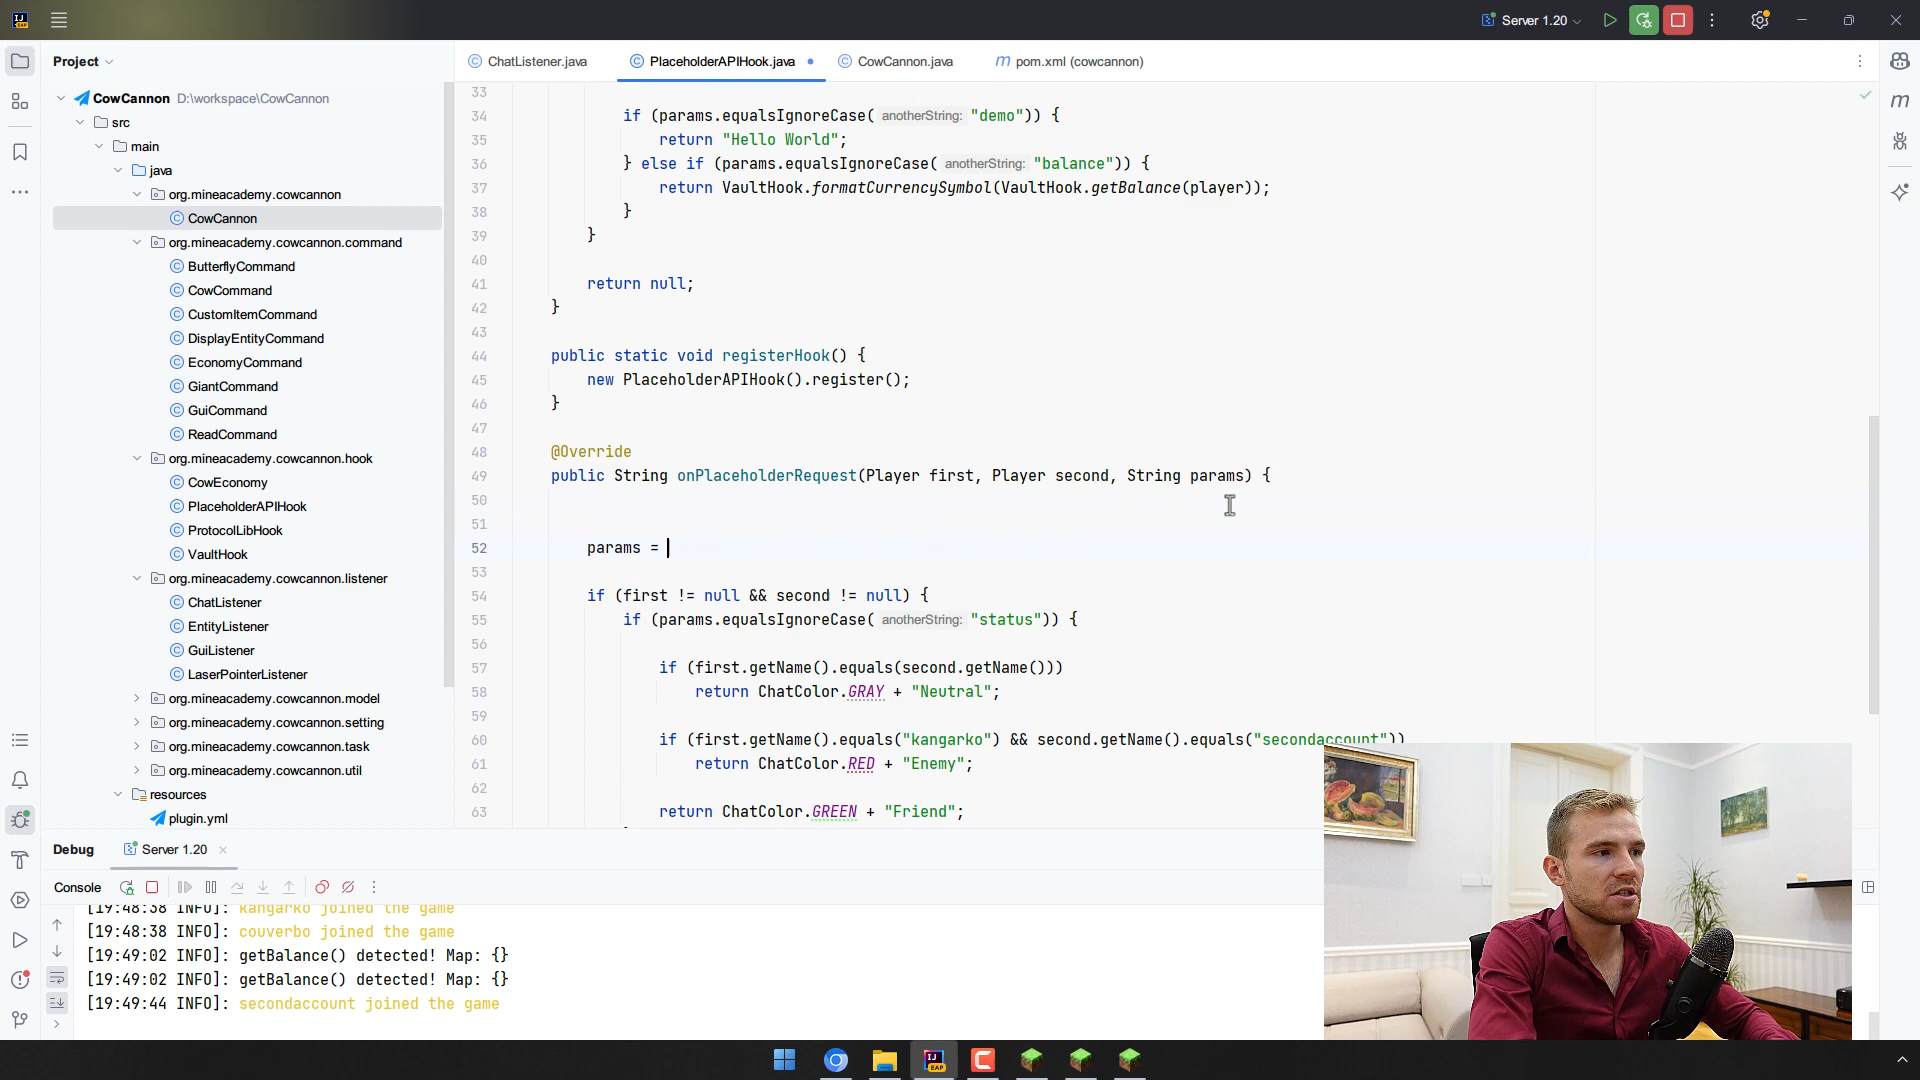 Server 1.20
Project
ChatListener.java
PlaceholderAPIHook.java
CowCannon.java
pom.xml (cowcannon)
CowCannon D:\workspace\CowCannon
src
main
java
org.mineacademy.cowcannon
CowCannon
org.mineacademy.cowcannon.command
ButterflyCommand
CowCommand
CustomItemCommand
DisplayEntityCommand
EconomyCommand
GiantCommand
GuiCommand
ReadCommand
org.mineacademy.cowcannon.hook
CowEconomy
PlaceholderAPIHook
ProtocolLibHook
VaultHook
org.mineacademy.cowcannon.listener
ChatListener
EntityListener
GuiListener
LaserPointerListener
org.mineacademy.cowcannon.model
org.mineacademy.cowcannon.setting
org.mineacademy.cowcannon.task
org.mineacademy.cowcannon.util
resources
plugin.yml
33
34 if (params.equalsIgnoreCase( anotherString: "demo")) {
35 return "Hello World";
36 } else if (params.equalsIgnoreCase( anotherString: "balance")) {
37 return VaultHook.formatCurrencySymbol(VaultHook.getBalance(player));
38 }
39 }
40
41 return null;
42 }
43
44 public static void registerHook() {
45 new PlaceholderAPIHook().register();
46 }
47
48 @Override
49 public String onPlaceholderRequest(Player first, Player second, String params) {
50
51
52 params =
53
54 if (first != null && second != null) {
55 if (params.equalsIgnoreCase( anotherString: "status")) {
56
57 if (first.getName().equals(second.getName()))
58 return ChatColor.GRAY + "Neutral";
59
60 if (first.getName().equals("kangarko") && second.getName().equals("secondaccount"))
61 return ChatColor.RED + "Enemy";
62
63 return ChatColor.GREEN + "Friend";
Debug
Server 1.20
Console
[19:48:38 INFO]: kangarko joined the game
[19:48:38 INFO]: couverbo joined the game
[19:49:02 INFO]: getBalance() detected! Map: {}
[19:49:02 INFO]: getBalance() detected! Map: {}
[19:49:44 INFO]: secondaccount joined the game